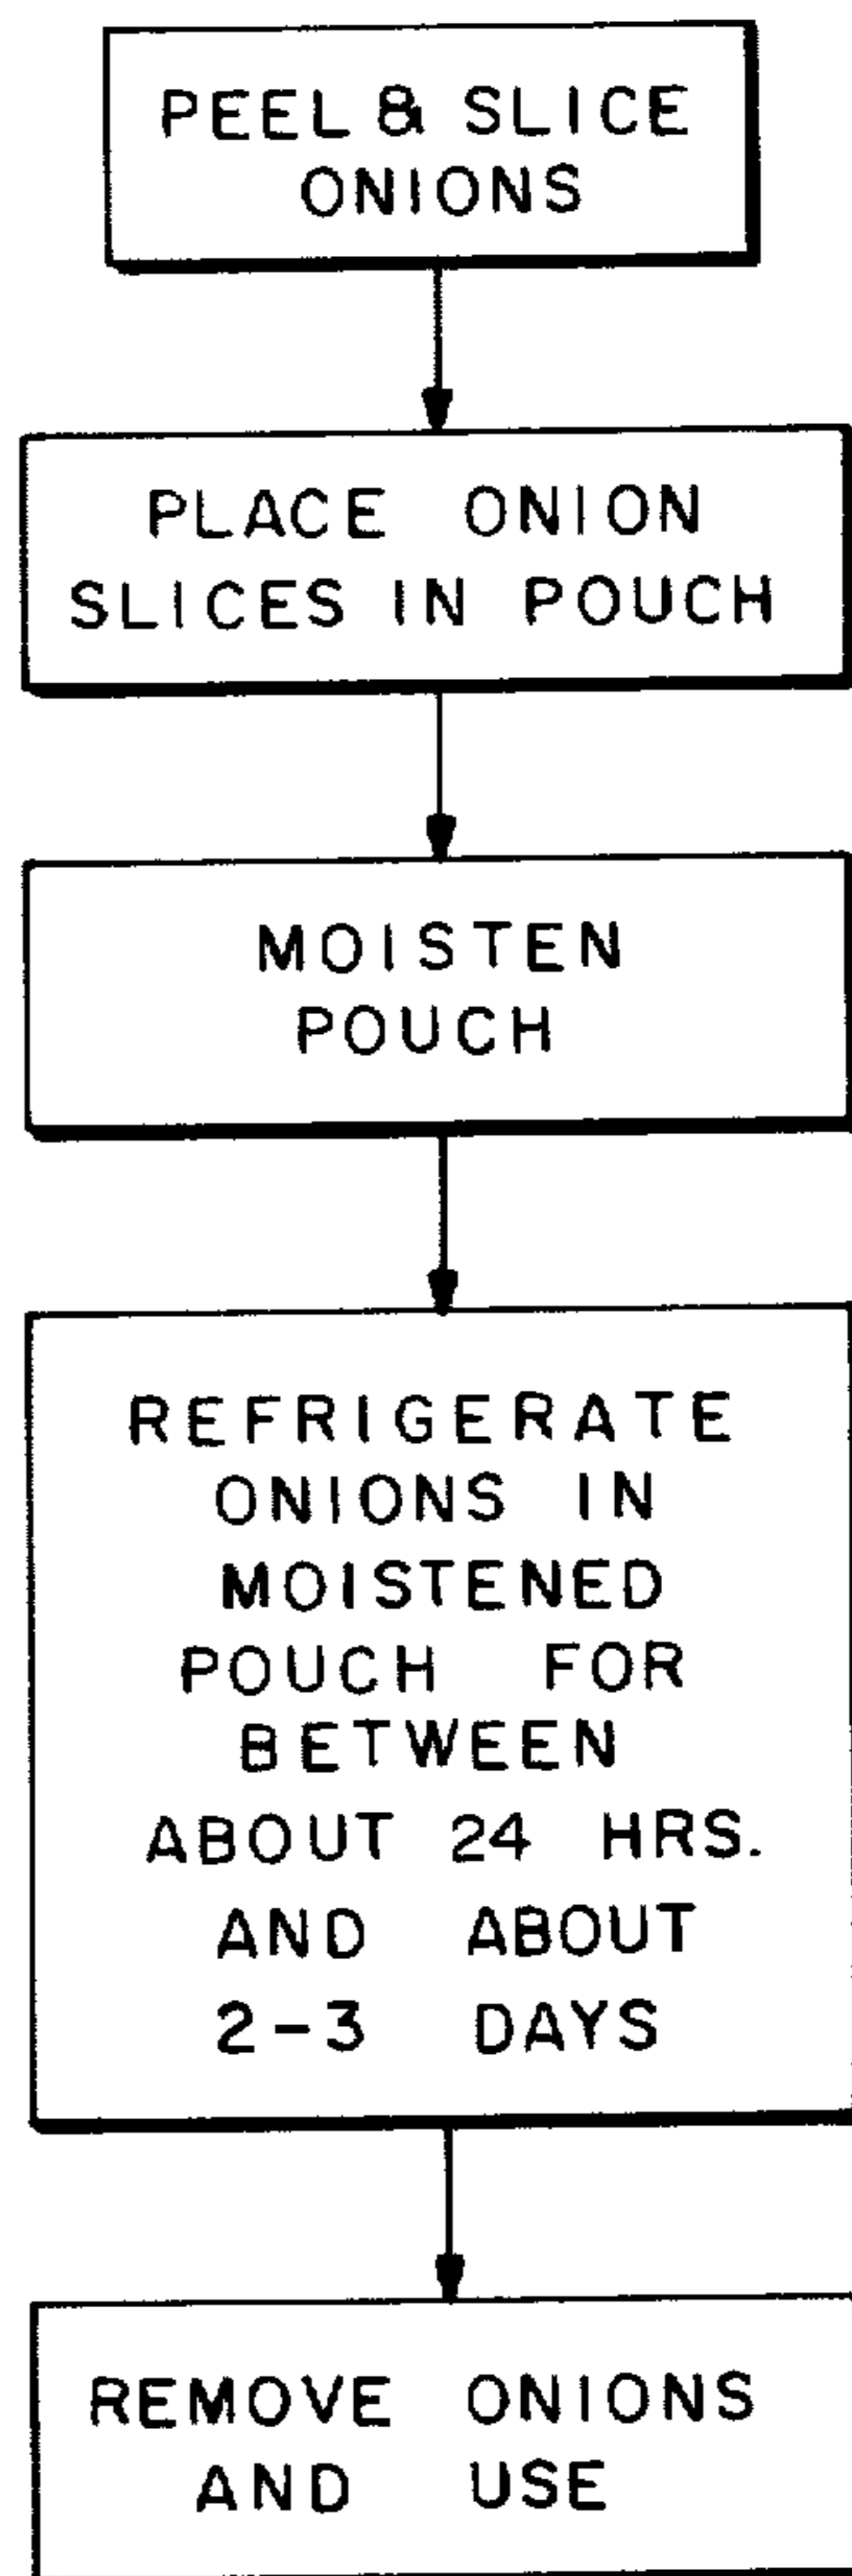 PEEL & SLICE
ONIONS
PLACE ONION
SLICES IN POUCH
MOISTEN
POUCH
REFRIGERATE
ONIONS IN
MOISTENED
POUCH FOR
BETWEEN
ABOUT 24 HRS.
AND ABOUT
2-3 DAYS
REMOVE ONIONS
AND USE